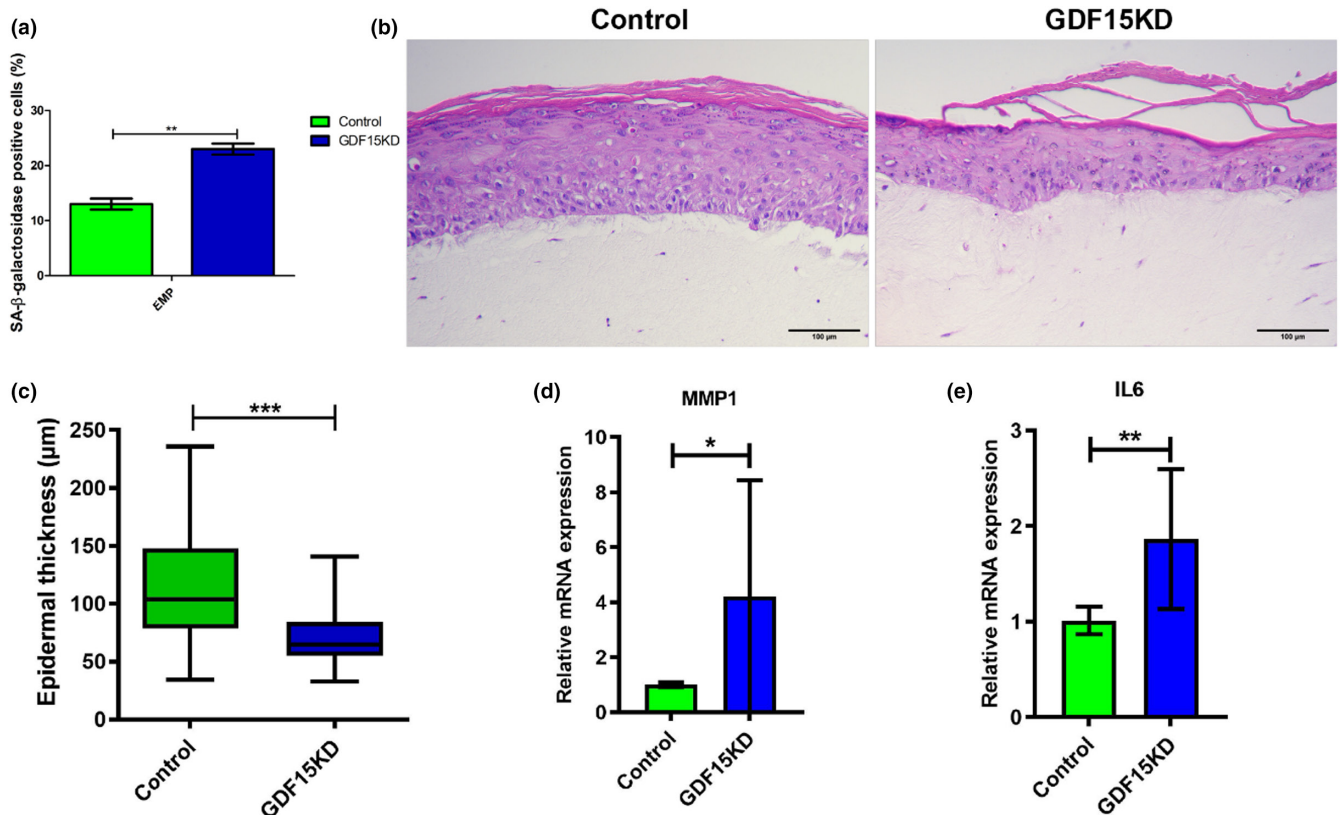 (a)
SA-β-galactosidase positive cells (%)
30
20
10
0
**
EMP
Control
GDF15KD
(b)
Control
GDF15KD
100 μm
100 μm
(c)
Epidermal thickness (μm)
250
200
150
100
50
0
***
Control
GDF15KD
(d)
MMP1
Relative mRNA expression
10
8
6
4
2
0
*
Control
GDF15KD
(e)
IL6
Relative mRNA expression
3
2
1
0
**
Control
GDF15KD